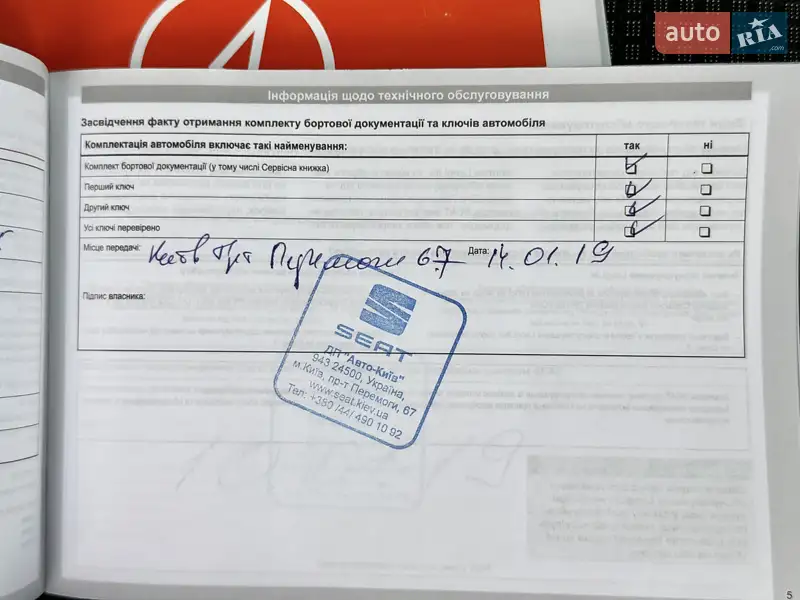 auto RIA .com
Інформація щодо технічного обслуговування
Засвідчення факту отримання комплекту бортової документації та ключів автомобіля
Комплектація автомобіля включає такі найменування: так ні
Комплект бортової документації (у тому числі Сервісна книжка)
Перший ключ
Другий ключ
Усі ключі перевірено
Місце передачі: Київ Прт Перемоги 67 Дата: 14.01.19
Підпис власника:
SEAT
ДП "Авто-Київ"
943 24500, Україна,
м.Київ, пр-т Перемоги, 67
www.seat.kiev.ua
Тел: +380 /44/ 490 10 92
5